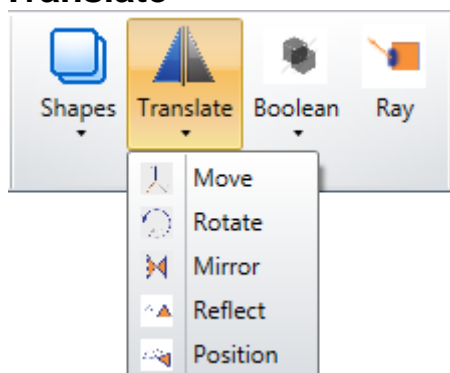 Translate
Shapes Translate Boolean Ray
Move
Rotate
Mirror
Reflect
Position